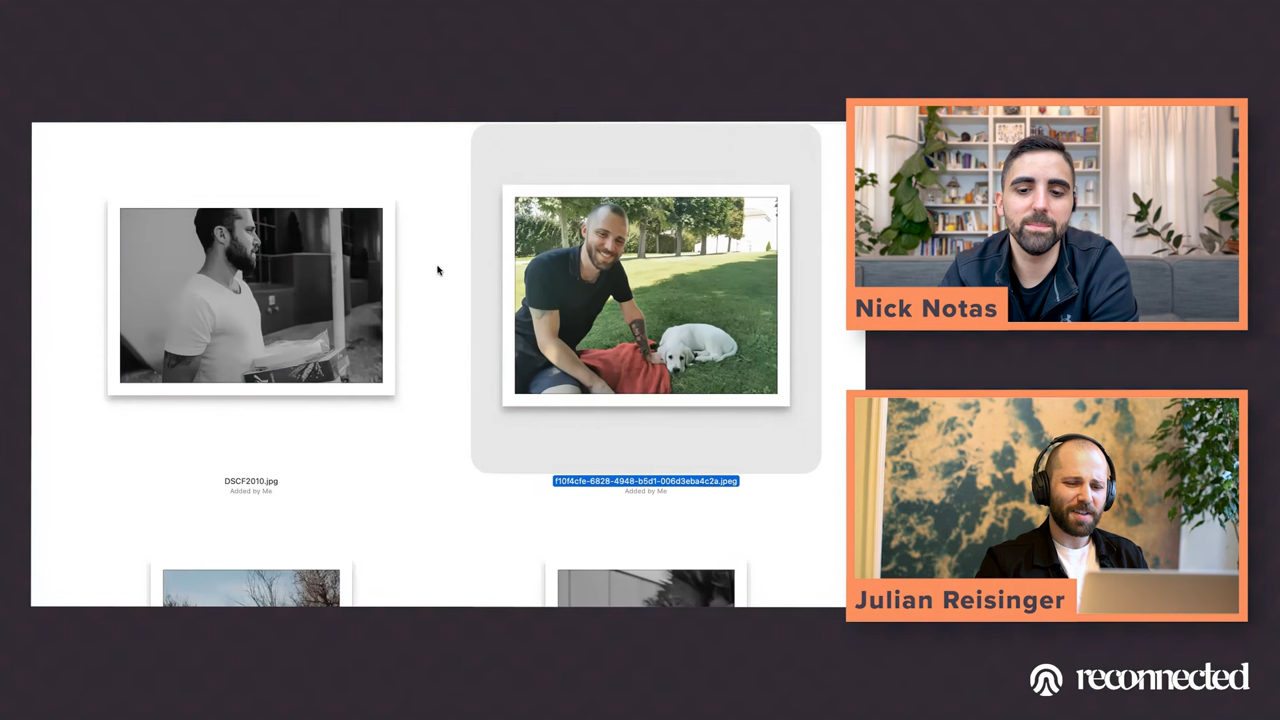 DSCF2010.jpg
Added by Me
f10f4cfe-6828-4948-b5d1-006d3eba4c2a.jpeg
Added by Me
Nick Notas
Julian Reisinger
reconnected